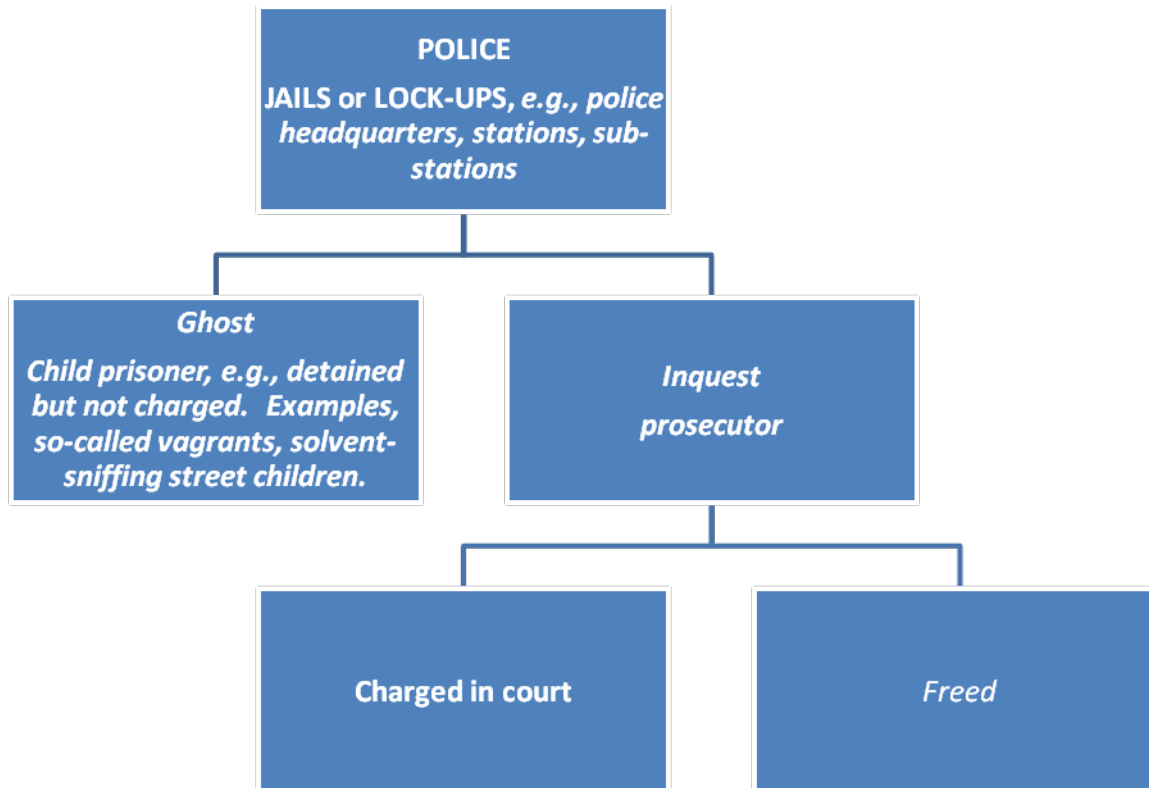 POLICE
JAILS or LOCK-UPS, e.g., police
headquarters, stations, sub-
stations
Ghost
Child prisoner, e.g., detained
but not charged.  Examples,
so-called vagrants, solvent-
sniffing street children.
Inquest
prosecutor
Charged in court
Freed